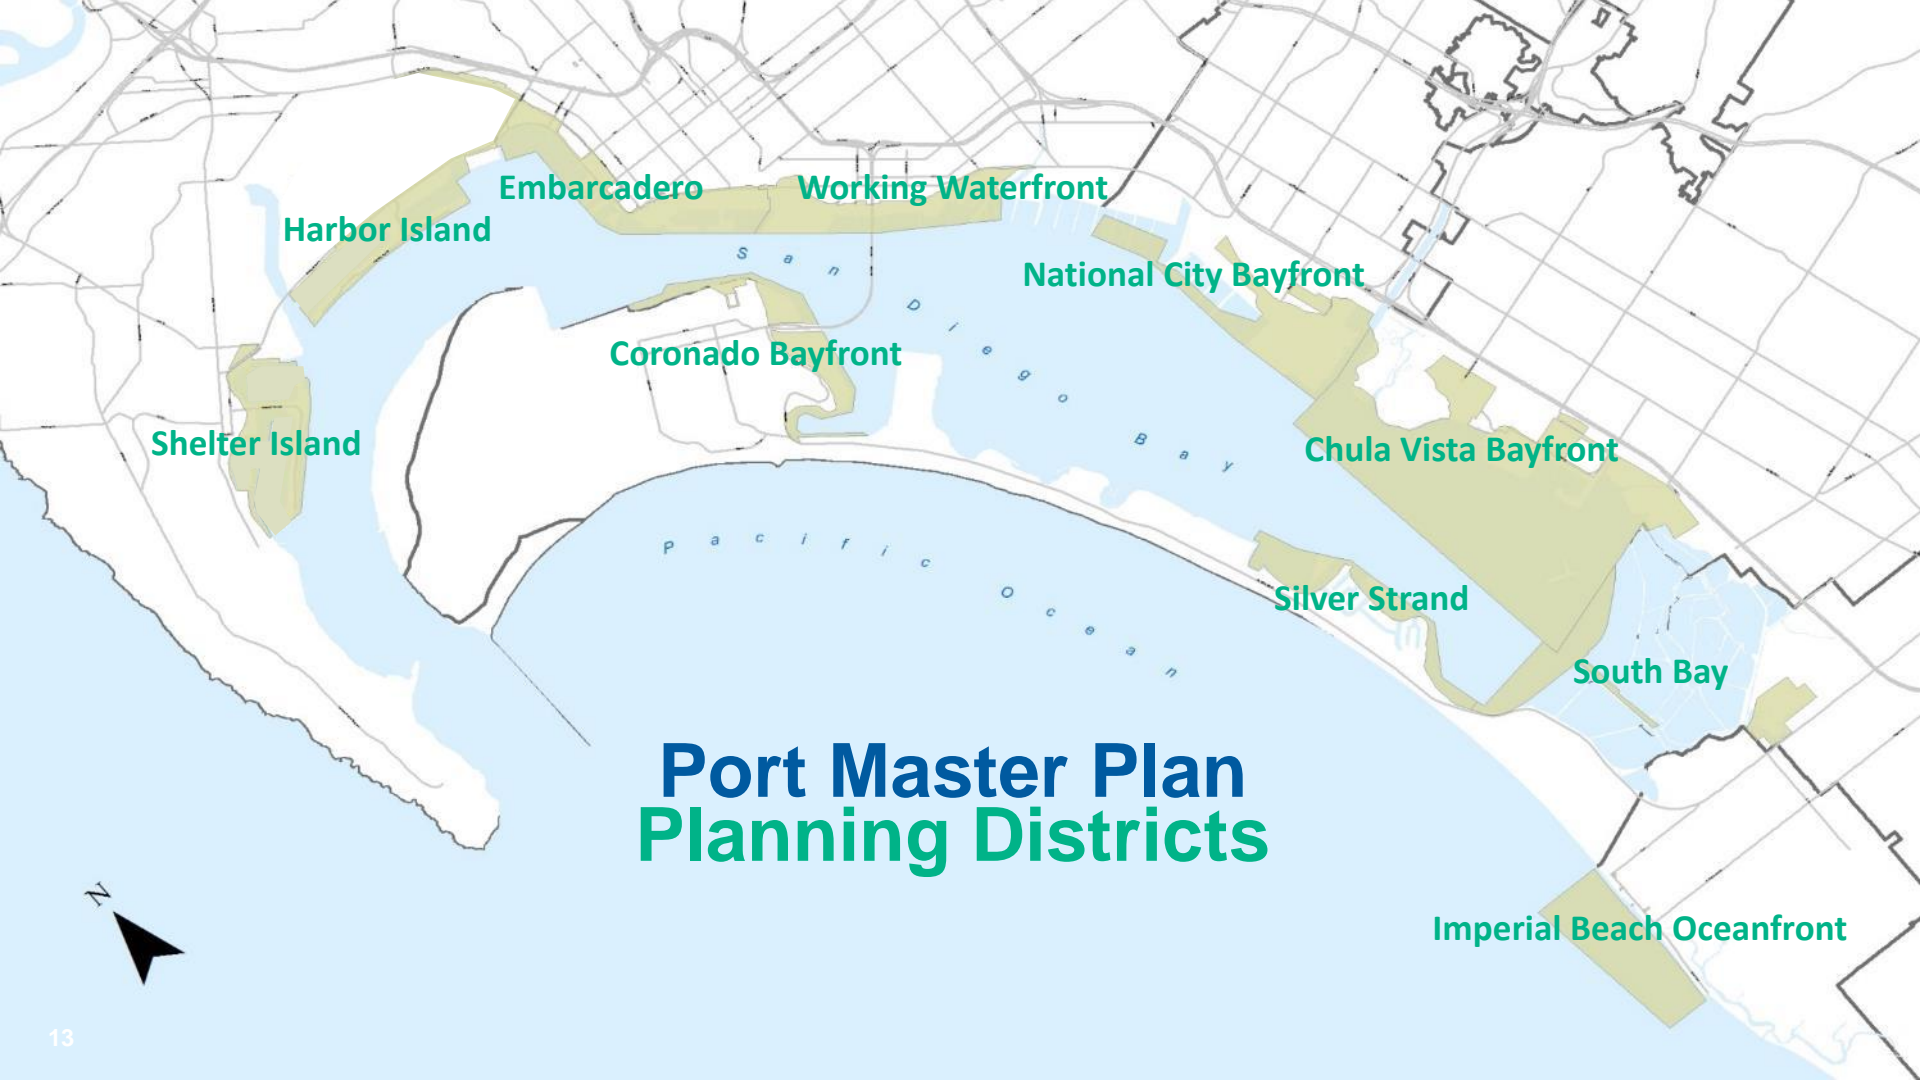 Embarcadero
Working Waterfront
Harbor Island
San Diego Bay
National City Bayfront
Coronado Bayfront
Shelter Island
Chula Vista Bayfront
Pacific Ocean
Silver Strand
South Bay
Port Master Plan
Planning Districts
N
Imperial Beach Oceanfront
13